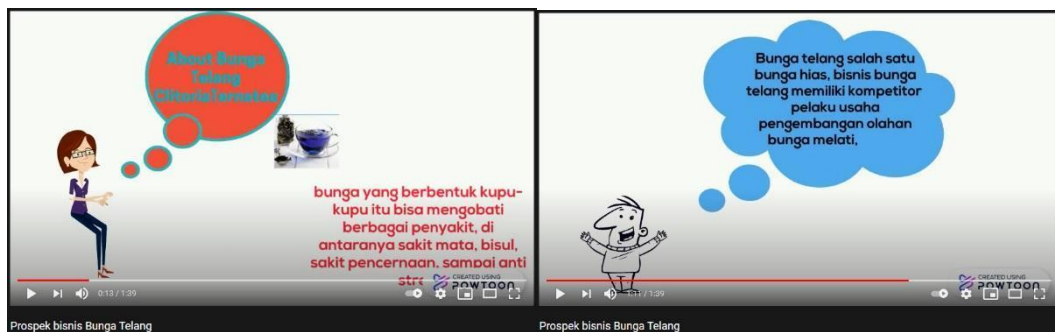 About Bunga
Telang
ClitoriaTernatea
bunga yang berbentuk kupu-
kupu itu bisa mengobati
berbagai penyakit, di
antaranya sakit mata, bisul,
sakit pencernaan, sampai anti
CREATED USING
POWTOON
0:13 / 1:39
Prospek bisnis Bunga Telang
Bunga telang salah satu
bunga hias, bisnis bunga
telang memiliki kompetitor
pelaku usaha
pengembangan olahan
bunga melati,
CREATED USING
POWTOON
1:11 / 1:39
Prospek bisnis Bunga Telang